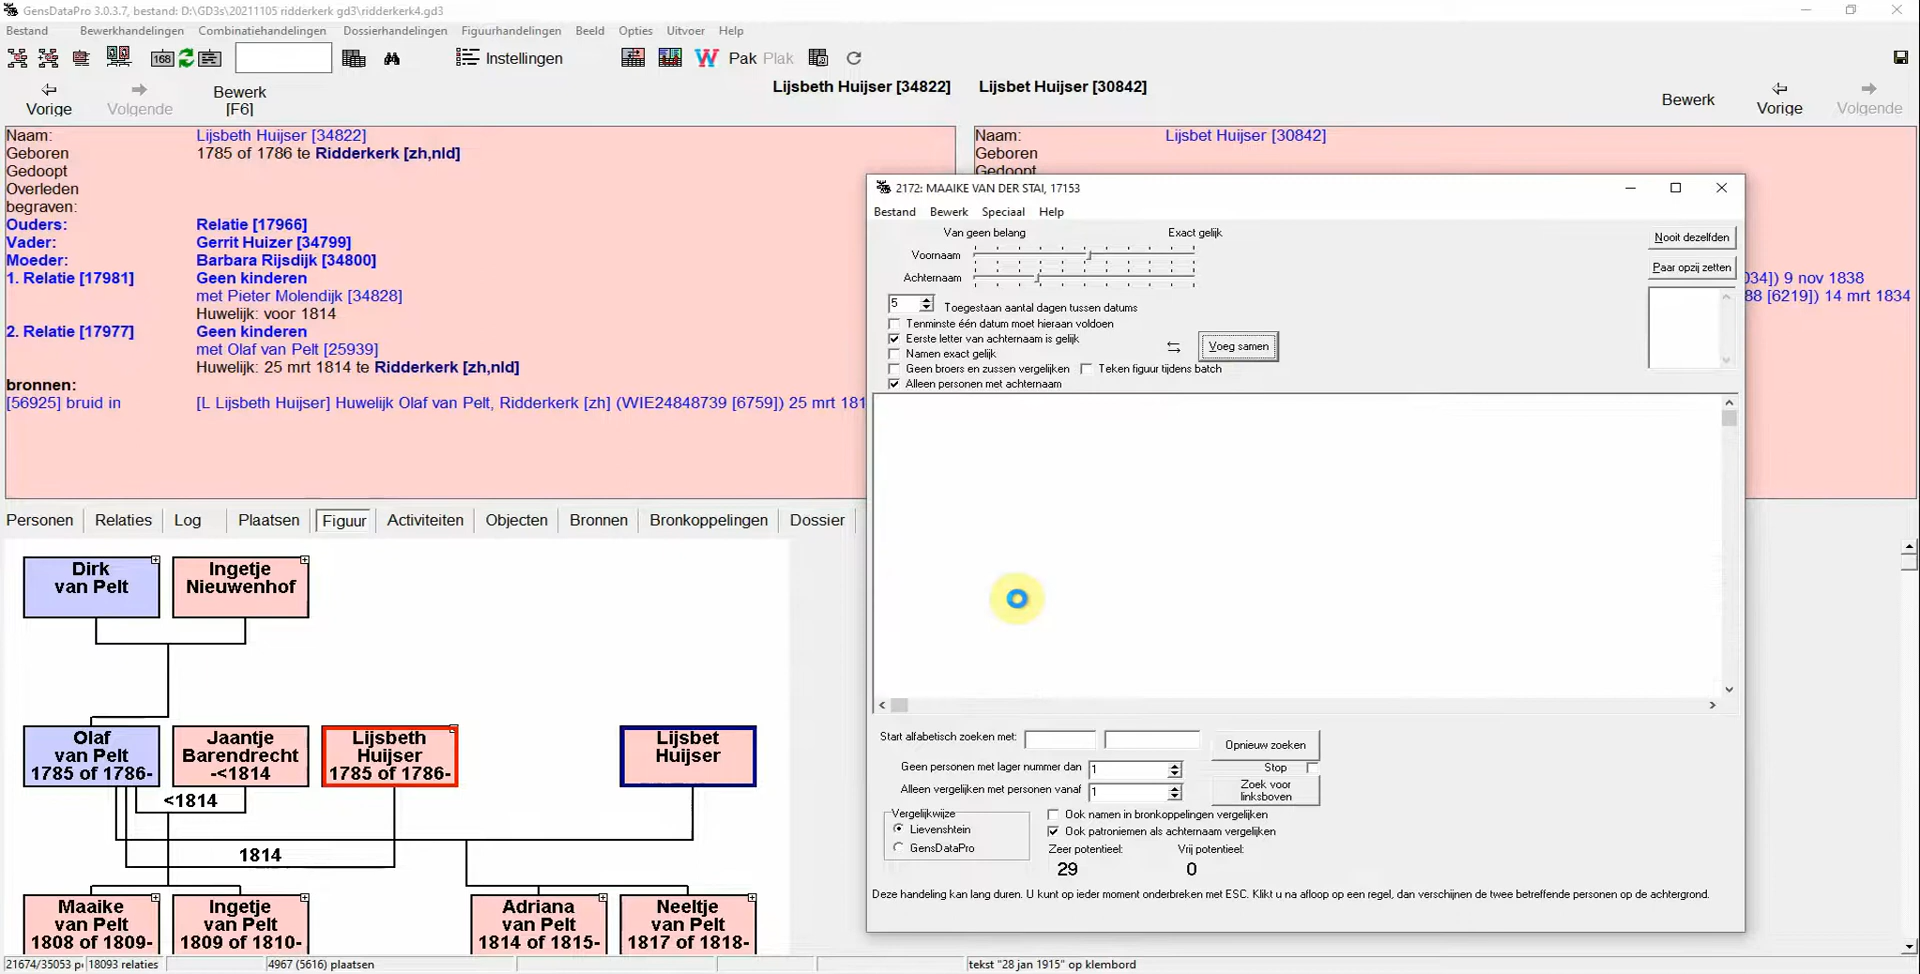 GensDataPro 3.0.3.7, bestand: D:\GD3s\20211105 ridderkerk gd3\ridderkerk4.gd3
Bestand Bewerkhandelingen Combinatiehandelingen Dossierhandelingen Figuurhandelingen Beeld Opties Uitvoer Help
168 Instellingen W Pak Plak
Vorige Volgende Bewerk [F6] Lijsbeth Huijser [34822] Lijsbet Huijser [30842] Bewerk Vorige Volgende
Naam: Lijsbeth Huijser [34822]
Geboren 1785 of 1786 te Ridderkerk [zh,nld]
Gedoopt
Overleden
begraven:
Ouders: Relatie [17966]
Vader: Gerrit Huizer [34799]
Moeder: Barbara Rijsdijk [34800]
1. Relatie [17981] Geen kinderen
met Pieter Molendijk [34828]
Huwelijk: voor 1814
2. Relatie [17977] Geen kinderen
met Olaf van Pelt [25939]
Huwelijk: 25 mrt 1814 te Ridderkerk [zh,nld]
bronnen:
[56925] bruid in [L Lijsbeth Huijser] Huwelijk Olaf van Pelt, Ridderkerk [zh] (WIE24848739 [6759]) 25 mrt 181
Naam: Lijsbet Huijser [30842]
Geboren
Gedoopt
034]) 9 nov 1838
88 [6219]) 14 mrt 1834
2172: MAAIKE VAN DER STAI, 17153
Bestand Bewerk Speciaal Help
Van geen belang Exact gelijk
Voornaam
Achternaam
Nooit dezelfden
Paar opzij zetten
5 Toegestaan aantal dagen tussen datums
Tenminste één datum moet hieraan voldoen
Eerste letter van achternaam is gelijk
Voeg samen
Namen exact gelijk
Geen broers en zussen vergelijken Teken figuur tijdens batch
Alleen personen met achternaam
Start alfabetisch zoeken met: Opnieuw zoeken
Geen personen met lager nummer dan 1 Stop
Alleen vergelijken met personen vanaf 1 Zoek voor linksboven
Vergelijkwijze
Lievenshtein
GensDataPro
Ook namen in bronkoppelingen vergelijken
Ook patroniemen als achternaam vergelijken
Zeer potentieel: Vrij potentieel:
29 0
Deze handeling kan lang duren. U kunt op ieder moment onderbreken met ESC. Klikt u na afloop op een regel, dan verschijnen de twee betreffende personen op de achtergrond.
Personen Relaties Log Plaatsen Figuur Activiteiten Objecten Bronnen Bronkoppelingen Dossier
Dirk
van Pelt
Ingetje
Nieuwenhof
Olaf
van Pelt
1785 of 1786-
Jaantje
Barendrecht
-<1814
Lijsbeth
Huijser
1785 of 1786-
Lijsbet
Huijser
<1814
1814
Maaike
van Pelt
1808 of 1809-
Ingetje
van Pelt
1809 of 1810-
Adriana
van Pelt
1814 of 1815-
Neeltje
van Pelt
1817 of 1818-
21674/35053 p 18093 relaties 4967 (5616) plaatsen tekst "28 jan 1915" op klembord